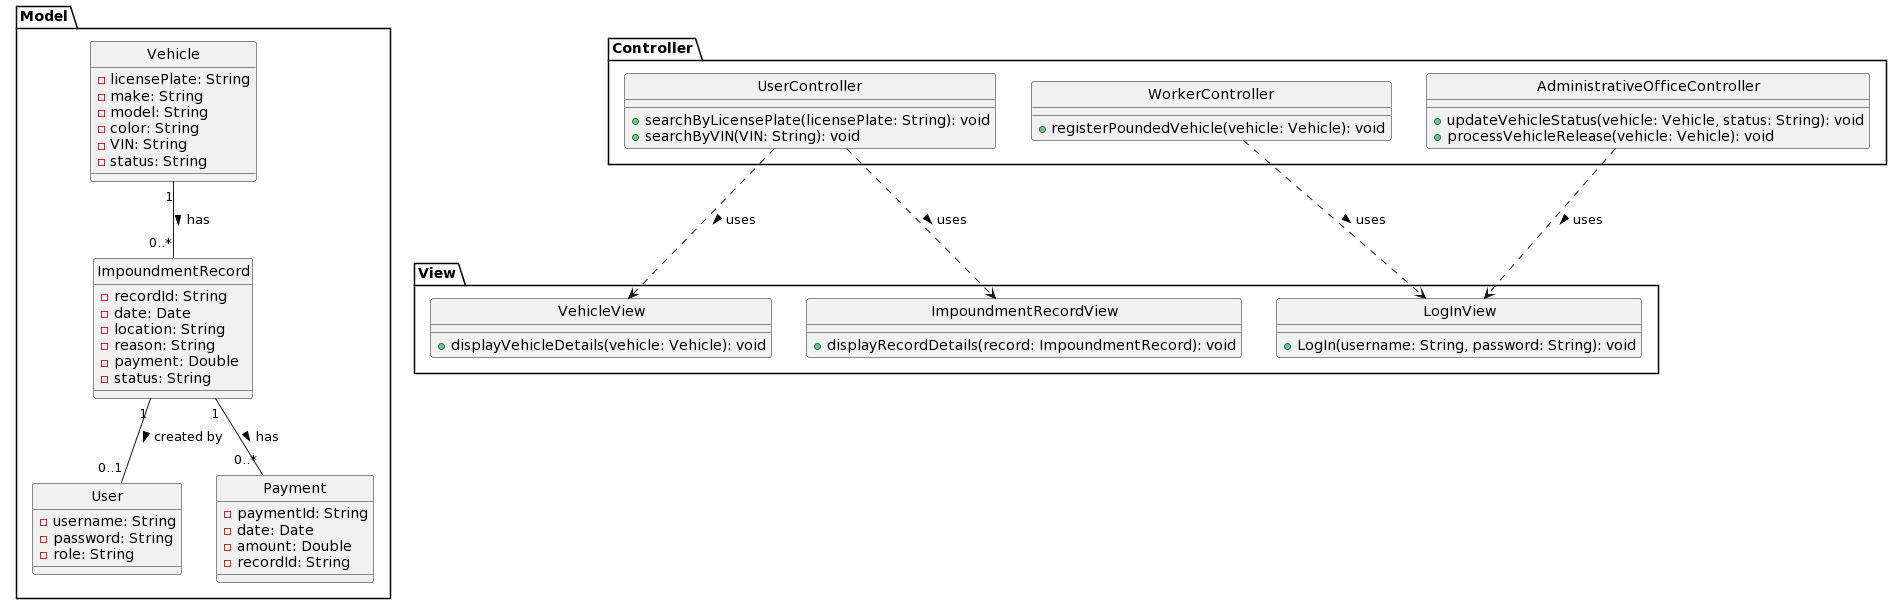 Model
Vehicle
licensePlate: String
make: String
model: String
color: String
VIN: String
status: String
1
has
0..*
ImpoundmentRecord
recordId: String
date: Date
location: String
reason: String
payment: Double
status: String
1
created by
0..1
1
has
0..*
User
username: String
password: String
role: String
Payment
paymentId: String
date: Date
amount: Double
recordId: String
Controller
UserController
searchByLicensePlate(licensePlate: String): void
searchByVIN(VIN: String): void
WorkerController
registerPoundedVehicle(vehicle: Vehicle): void
AdministrativeOfficeController
updateVehicleStatus(vehicle: Vehicle, status: String): void
processVehicleRelease(vehicle: Vehicle): void
uses
uses
uses
uses
View
VehicleView
displayVehicleDetails(vehicle: Vehicle): void
ImpoundmentRecordView
displayRecordDetails(record: ImpoundmentRecord): void
LogInView
LogIn(username: String, password: String): void